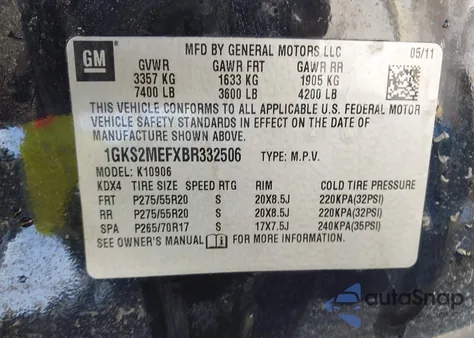 GM
MFD BY GENERAL MOTORS LLC 05/11
GVWR GAWR FRT GAWR RR
3357 KG 1633 KG 1905 KG
7400 LB 3600 LB 4200 LB
THIS VEHICLE CONFORMS TO ALL APPLICABLE U.S. FEDERAL MOTOR
VEHICLE SAFETY STANDARDS IN EFFECT ON THE DATE OF
MANUFACTURE SHOWN ABOVE.
1GKS2MEFXBR332506 TYPE: M.P.V.
MODEL: K10906
KDX4 TIRE SIZE SPEED RTG RIM COLD TIRE PRESSURE
FRT P275/55R20 S 20X8.5J 220KPA(32PSI)
RR P275/55R20 S 20X8.5J 220KPA(32PSI)
SPA P265/70R17 S 17X7.5J 240KPA(35PSI)
SEE OWNER'S MANUAL FOR MORE INFORMATION
autoSnap